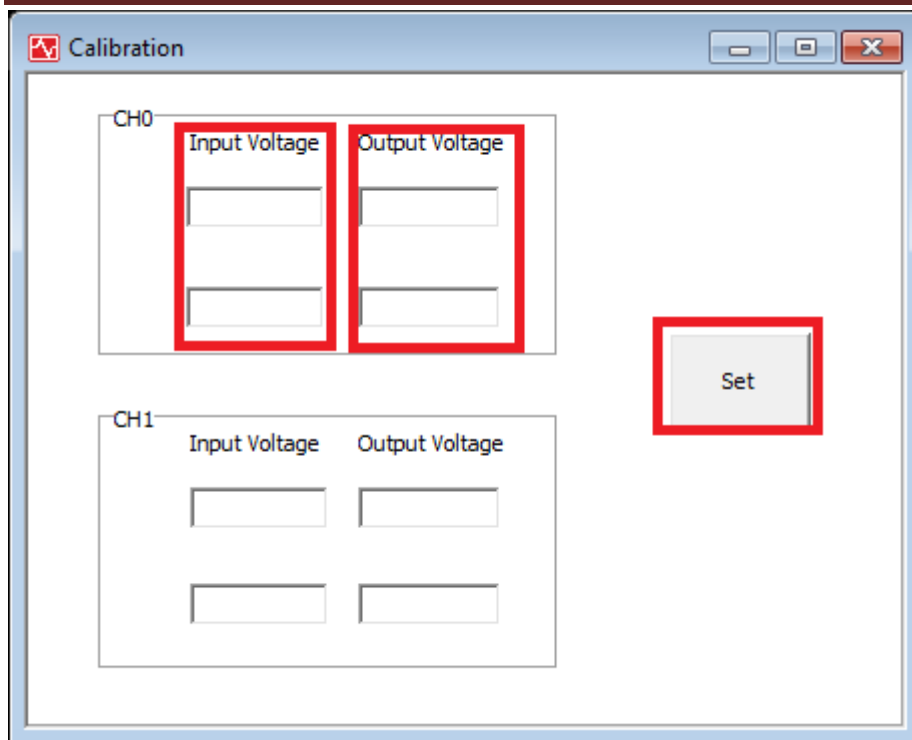 Calibration
CH0
Input Voltage Output Voltage
Set
CH1
Input Voltage Output Voltage